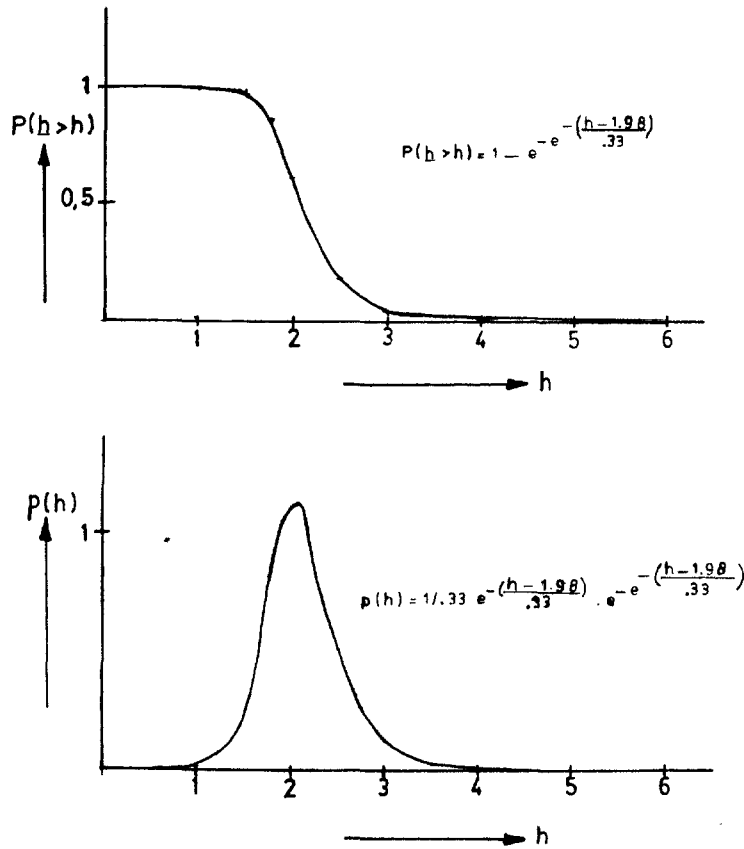 1
P(h>h)
0,5
P(h>h) = 1 – e^-e^-(h-1.98/.33)
1 2 3 4 5 6
h
p(h)
1
p(h) = 1/.33 e^-(h-1.98/.33) . e^-e^-(h-1.98/.33)
1 2 3 4 5 6
h